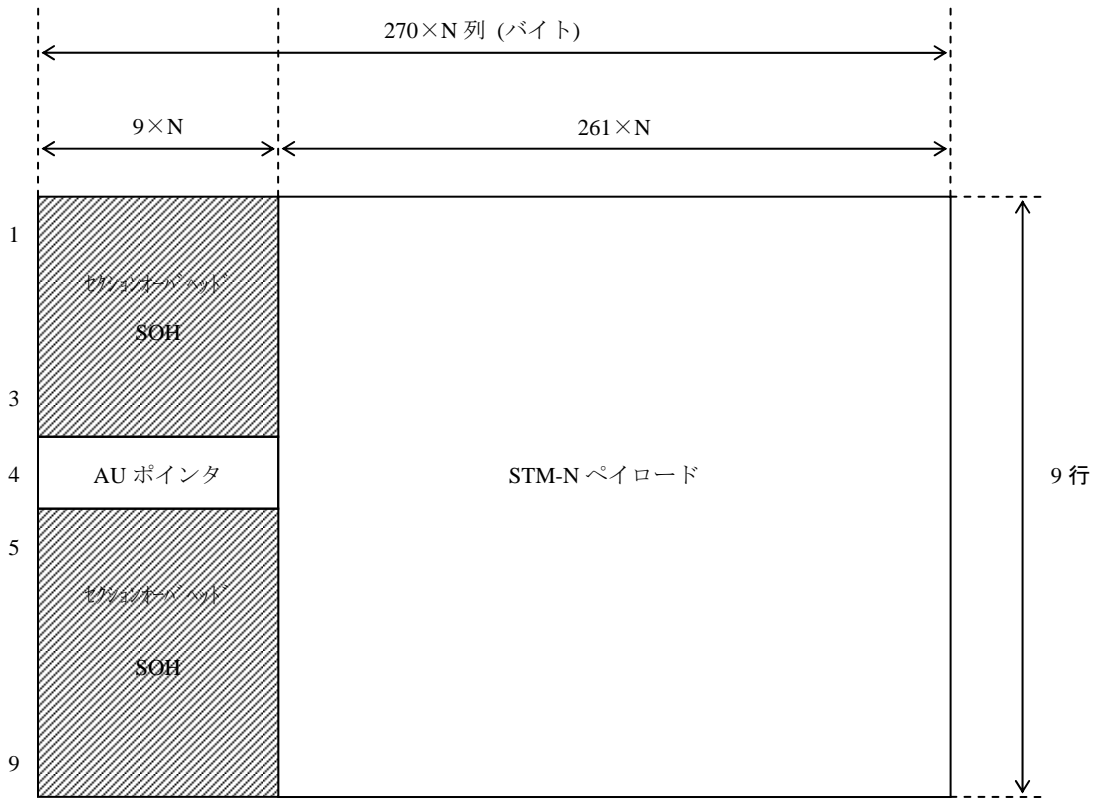 270×N 列 (バイト)
9×N
261×N
1
セクションオーバヘッド
SOH
3
4
AU ポインタ
STM-N ペイロード
9 行
5
セクションオーバヘッド
SOH
9